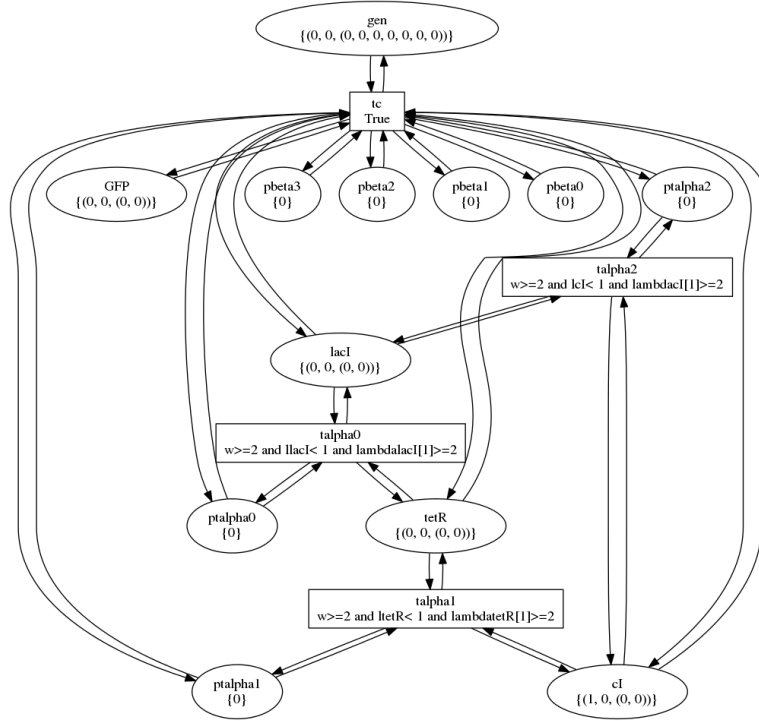 gen
{(0, 0, (0, 0, 0, 0, 0, 0, 0))}
tc
True
GFP
{(0, 0, (0, 0))}
pbeta3
{0}
pbeta2
{0}
pbeta1
{0}
pbeta0
{0}
ptalpha2
{0}
talpha2
w>=2 and lcI< 1 and lambdacI[1]>=2
lacI
{(0, 0, (0, 0))}
talpha0
w>=2 and llacI< 1 and lambdalacI[1]>=2
ptalpha0
{0}
tetR
{(0, 0, (0, 0))}
talpha1
w>=2 and ltetR< 1 and lambdatetR[1]>=2
ptalpha1
{0}
cI
{(1, 0, (0, 0))}